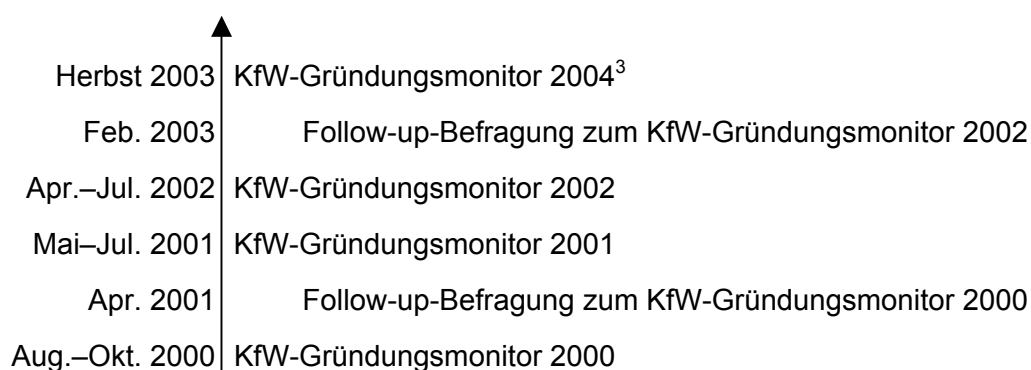 Herbst 2003 KfW-Gründungsmonitor 2004³
Feb. 2003 Follow-up-Befragung zum KfW-Gründungsmonitor 2002
Apr.–Jul. 2002 KfW-Gründungsmonitor 2002
Mai–Jul. 2001 KfW-Gründungsmonitor 2001
Apr. 2001 Follow-up-Befragung zum KfW-Gründungsmonitor 2000
Aug.–Okt. 2000 KfW-Gründungsmonitor 2000